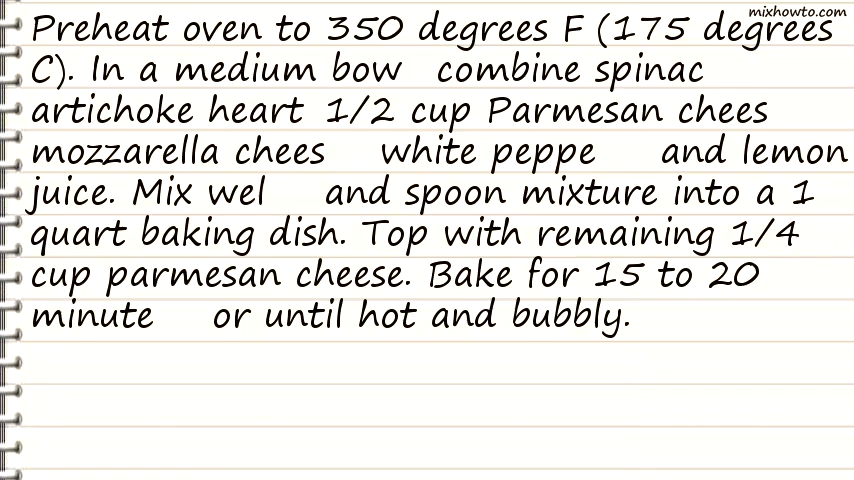 mixhowto.com
Preheat oven to 350 degrees F (175 degrees
C). In a medium bow combine spinac
artichoke heart 1/2 cup Parmesan chees
mozzarella chees white peppe and lemon
juice. Mix wel and spoon mixture into a 1
quart baking dish. Top with remaining 1/4
cup parmesan cheese. Bake for 15 to 20
minute or until hot and bubbly.